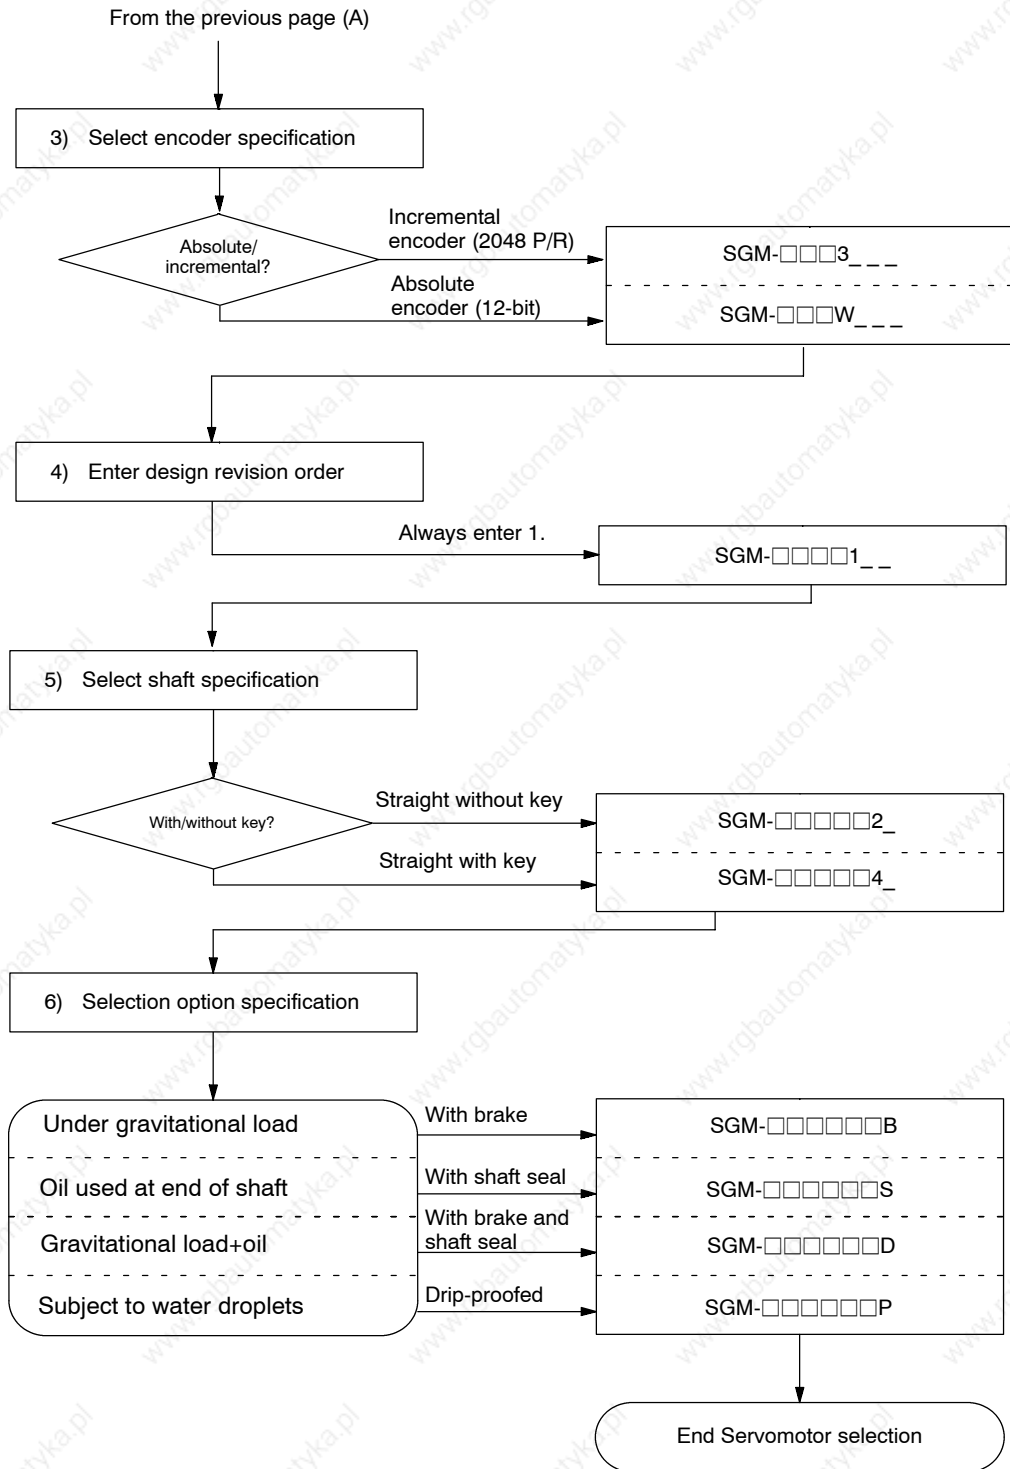 From the previous page (A)
3) Select encoder specification
Absolute/
incremental?
Incremental
encoder (2048 P/R)
Absolute
encoder (12-bit)
SGM-□□□3_ _ _
SGM-□□□W_ _ _
4) Enter design revision order
Always enter 1.
SGM-□□□□1_ _
5) Select shaft specification
With/without key?
Straight without key
Straight with key
SGM-□□□□□2_
SGM-□□□□□4_
6) Selection option specification
Under gravitational load
With brake
SGM-□□□□□□B
Oil used at end of shaft
With shaft seal
SGM-□□□□□□S
Gravitational load+oil
With brake and
shaft seal
SGM-□□□□□□D
Subject to water droplets
Drip-proofed
SGM-□□□□□□P
End Servomotor selection
www.rgbautomatyka.pl